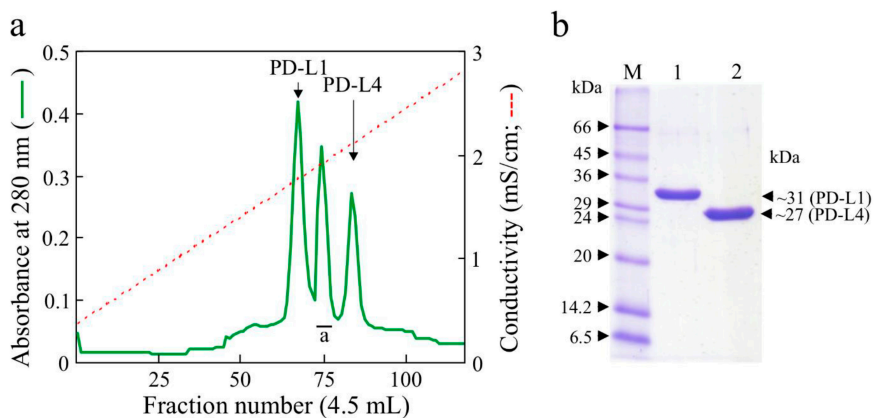 a
Absorbance at 280 nm (—)
0.5
0.4
0.3
0.2
0.1
0
PD-L1
PD-L4
a
25
50
75
100
Fraction number (4.5 mL)
3
2
1
0
Conductivity (mS/cm; ---)
b
kDa
M
1
2
66
45
36
29
24
20
14.2
6.5
kDa
~31 (PD-L1)
~27 (PD-L4)